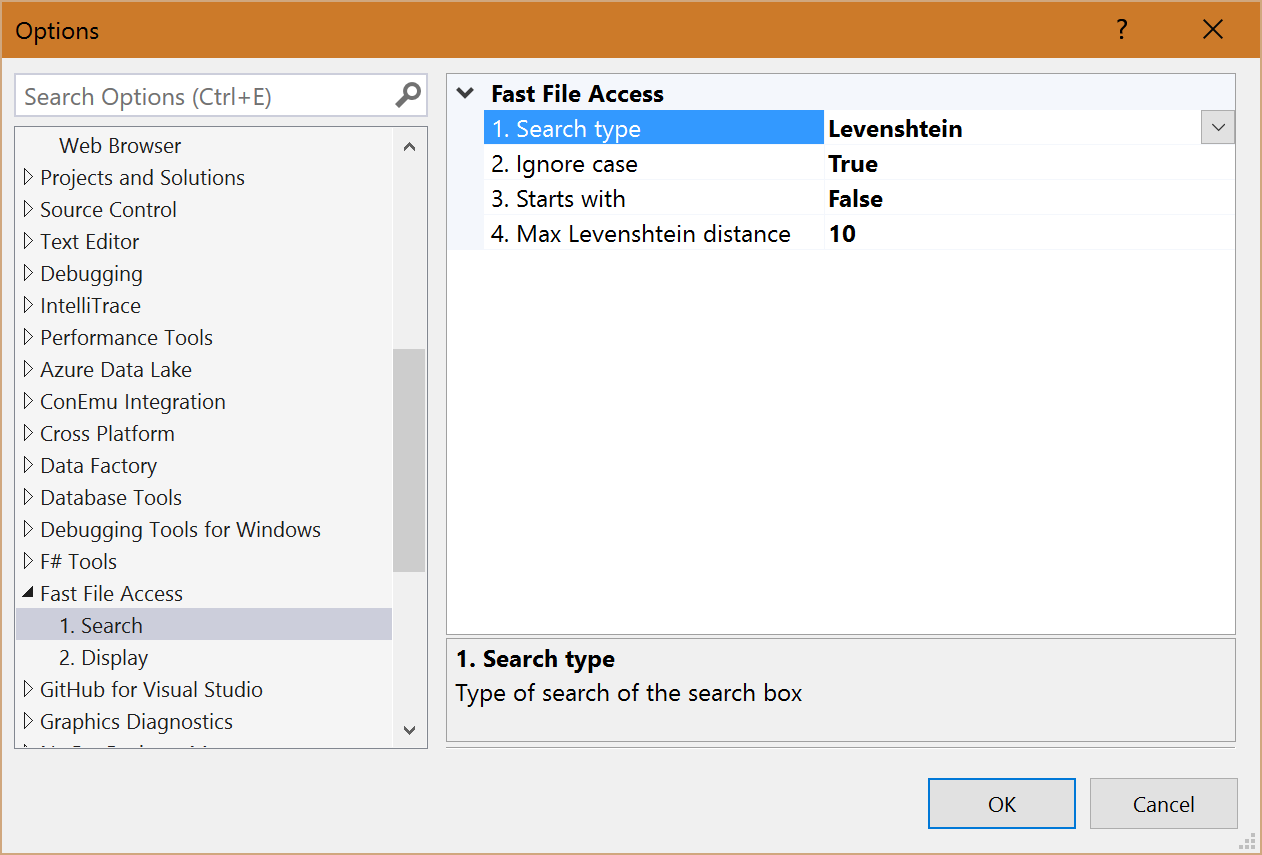 Options
?
Search Options (Ctrl+E)
Web Browser
Projects and Solutions
Source Control
Text Editor
Debugging
IntelliTrace
Performance Tools
Azure Data Lake
ConEmu Integration
Cross Platform
Data Factory
Database Tools
Debugging Tools for Windows
F# Tools
Fast File Access
1. Search
2. Display
GitHub for Visual Studio
Graphics Diagnostics
Fast File Access
1. Search type Levenshtein
2. Ignore case True
3. Starts with False
4. Max Levenshtein distance 10
1. Search type
Type of search of the search box
OK
Cancel